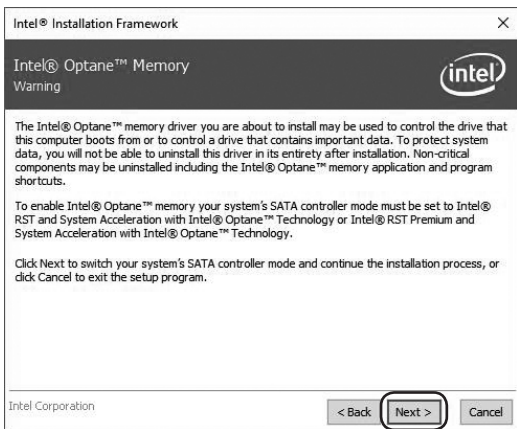 Intel® Installation Framework
Intel® Optane™ Memory
Warning
intel
The Intel® Optane™ memory driver you are about to install may be used to control the drive that
this computer boots from or to control a drive that contains important data. To protect system
data, you will not be able to uninstall this driver in its entirety after installation. Non-critical
components may be uninstalled including the Intel® Optane™ memory application and program
shortcuts.
To enable Intel® Optane™ memory your system's SATA controller mode must be set to Intel®
RST and System Acceleration with Intel® Optane™ Technology or Intel® RST Premium and
System Acceleration with Intel® Optane™ Technology.
Click Next to switch your system's SATA controller mode and continue the installation process, or
click Cancel to exit the setup program.
Intel Corporation
< Back Next > Cancel